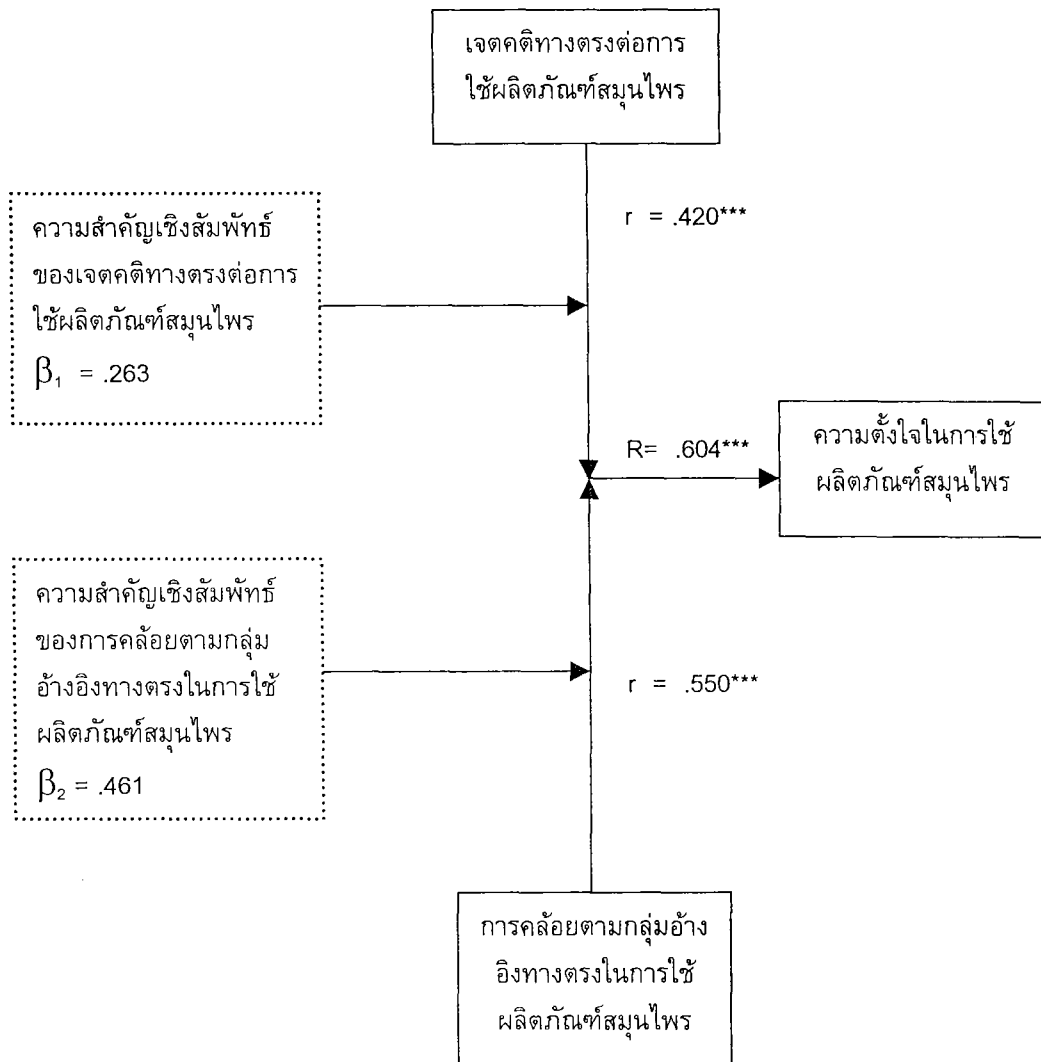 เจตคติทางตรงต่อการ
ใช้ผลิตภัณฑ์สมุนไพร
r = .420***
ความสำคัญเชิงสัมพัทธ์
ของเจตคติทางตรงต่อการ
ใช้ผลิตภัณฑ์สมุนไพร
β₁ = .263
R= .604***
ความตั้งใจในการใช้
ผลิตภัณฑ์สมุนไพร
ความสำคัญเชิงสัมพัทธ์
ของการคล้อยตามกลุ่ม
อ้างอิงทางตรงในการใช้
ผลิตภัณฑ์สมุนไพร
β₂ = .461
r = .550***
การคล้อยตามกลุ่มอ้าง
อิงทางตรงในการใช้
ผลิตภัณฑ์สมุนไพร